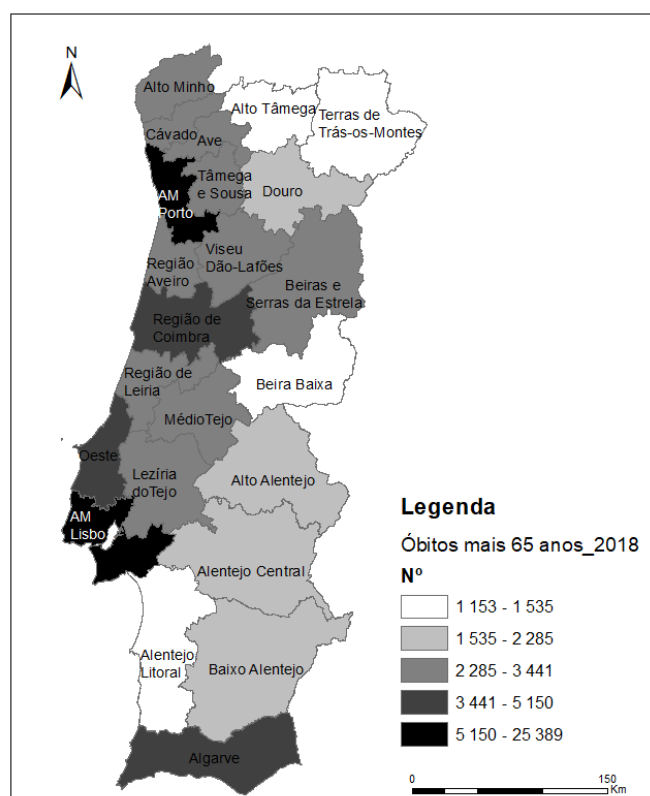 N
Alto Minho
Alto Tâmega
Terras de
Trás-os-Montes
Cávado
Ave
Tâmega
e Sousa
Douro
AM
Porto
Viseu
Dão-Lafões
Região
Aveiro
Beiras e
Serras da Estrela
Região de
Coimbra
Região de
Leiria
Beira Baixa
MédioTejo
Oeste
Lezíria
doTejo
Alto Alentejo
AM
Lisbo
Alentejo Central
Alentejo
Litoral
Baixo Alentejo
Algarve
Legenda
Óbitos mais 65 anos_2018
Nº
1 153 - 1 535
1 535 - 2 285
2 285 - 3 441
3 441 - 5 150
5 150 - 25 389
0 150
Km